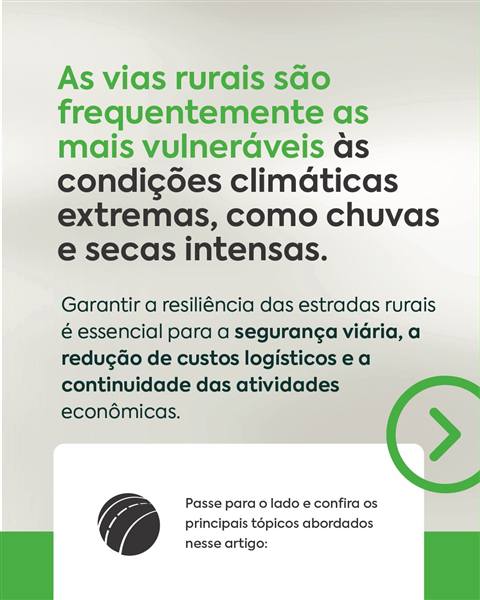 As vias rurais são
frequentemente as
mais vulneráveis às
condições climáticas
extremas, como chuvas
e secas intensas.
Garantir a resiliência das estradas rurais
é essencial para a segurança viária, a
redução de custos logísticos e a
continuidade das atividades
econômicas.
Passe para o lado e confira os
principais tópicos abordados
nesse artigo: